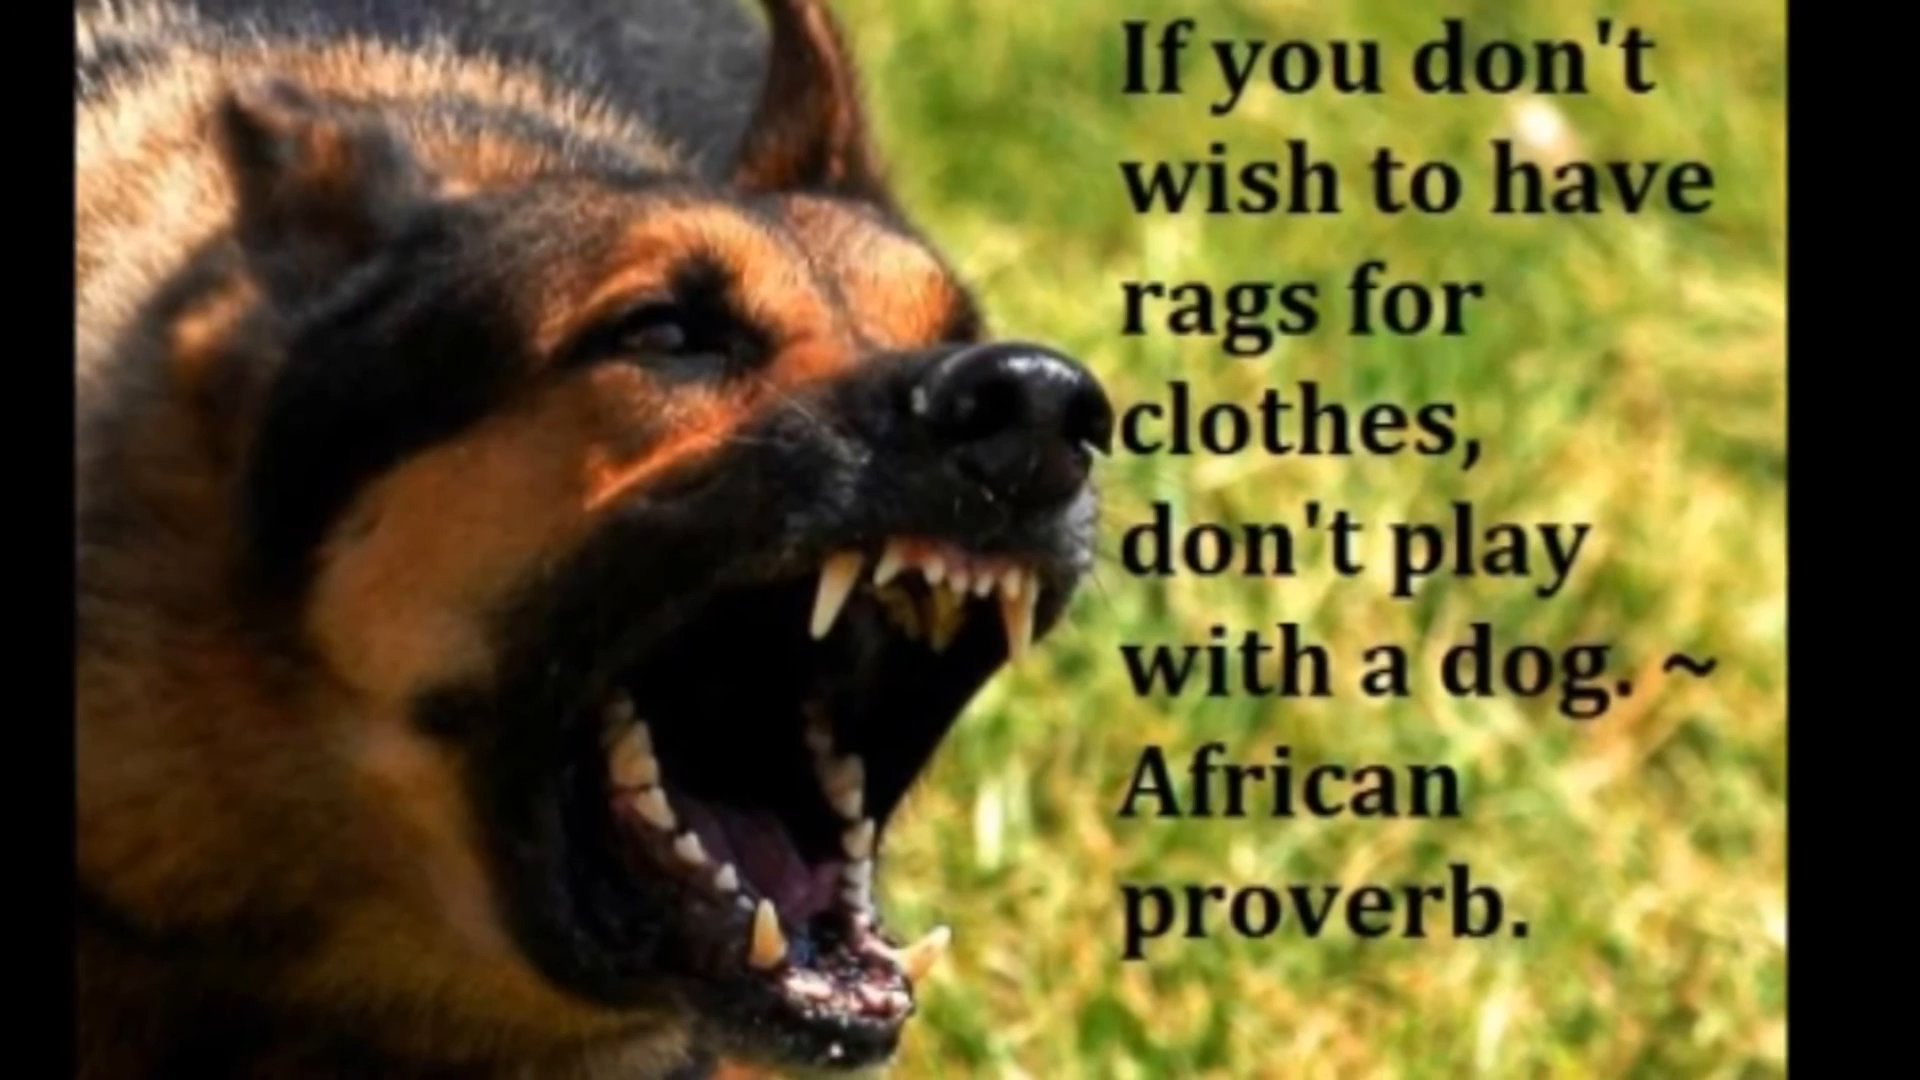 If you don't
wish to have
rags for
clothes,
don't play
with a dog. ~
African
proverb.